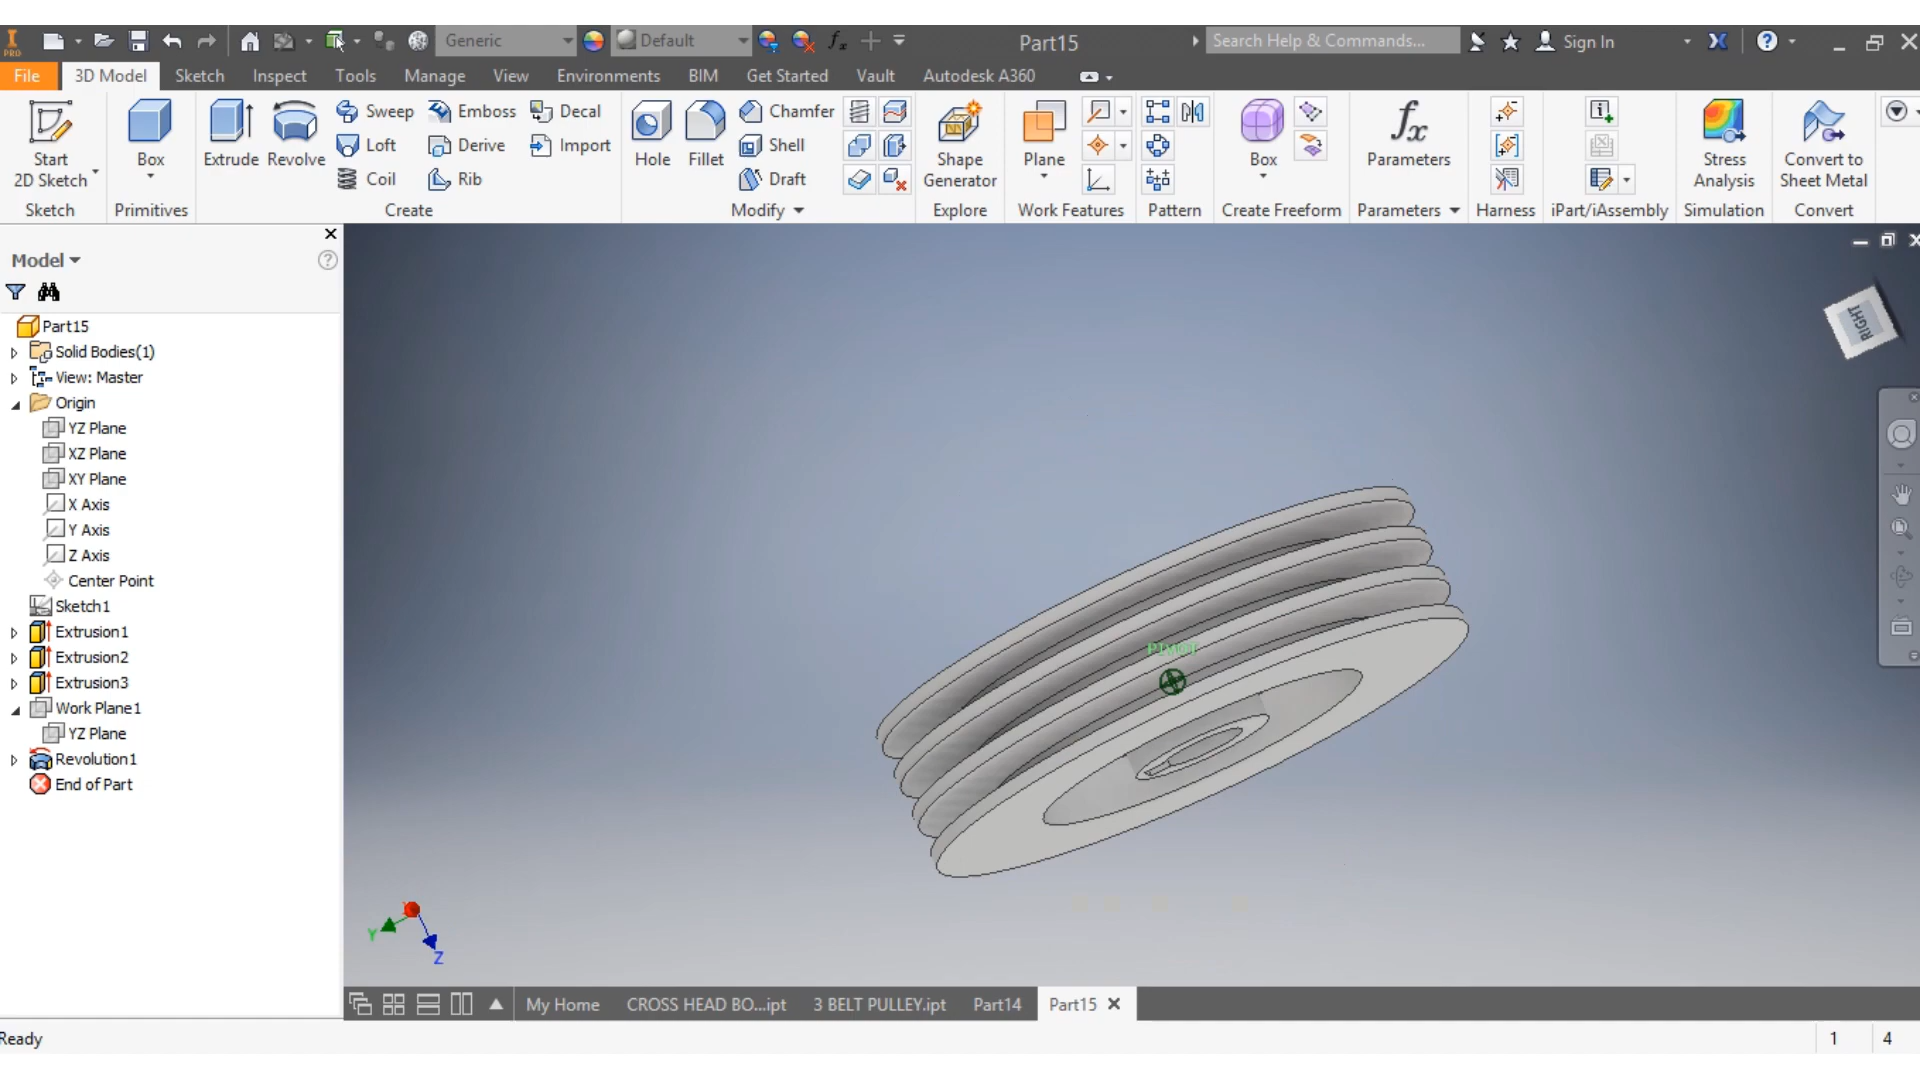 PRO
Generic
Default
Part15
Search Help & Commands...
Sign In
File
3D Model
Sketch
Inspect
Tools
Manage
View
Environments
BIM
Get Started
Vault
Autodesk A360
Start
2D Sketch
Box
Extrude
Revolve
Sweep
Emboss
Decal
Loft
Derive
Import
Coil
Rib
Hole
Fillet
Chamfer
Shell
Draft
Shape
Generator
Plane
Box
fx
Parameters
Stress
Analysis
Convert to
Sheet Metal
Sketch
Primitives
Create
Modify
Explore
Work Features
Pattern
Create Freeform
Parameters
Harness
iPart/iAssembly
Simulation
Convert
Model
Part15
Solid Bodies(1)
View: Master
Origin
YZ Plane
XZ Plane
XY Plane
X Axis
Y Axis
Z Axis
Center Point
Sketch1
Extrusion1
Extrusion2
Extrusion3
Work Plane1
YZ Plane
Revolution1
End of Part
RIGHT
PIVOT
Y
Z
My Home
CROSS HEAD BO...ipt
3 BELT PULLEY.ipt
Part14
Part15
Ready
1
4